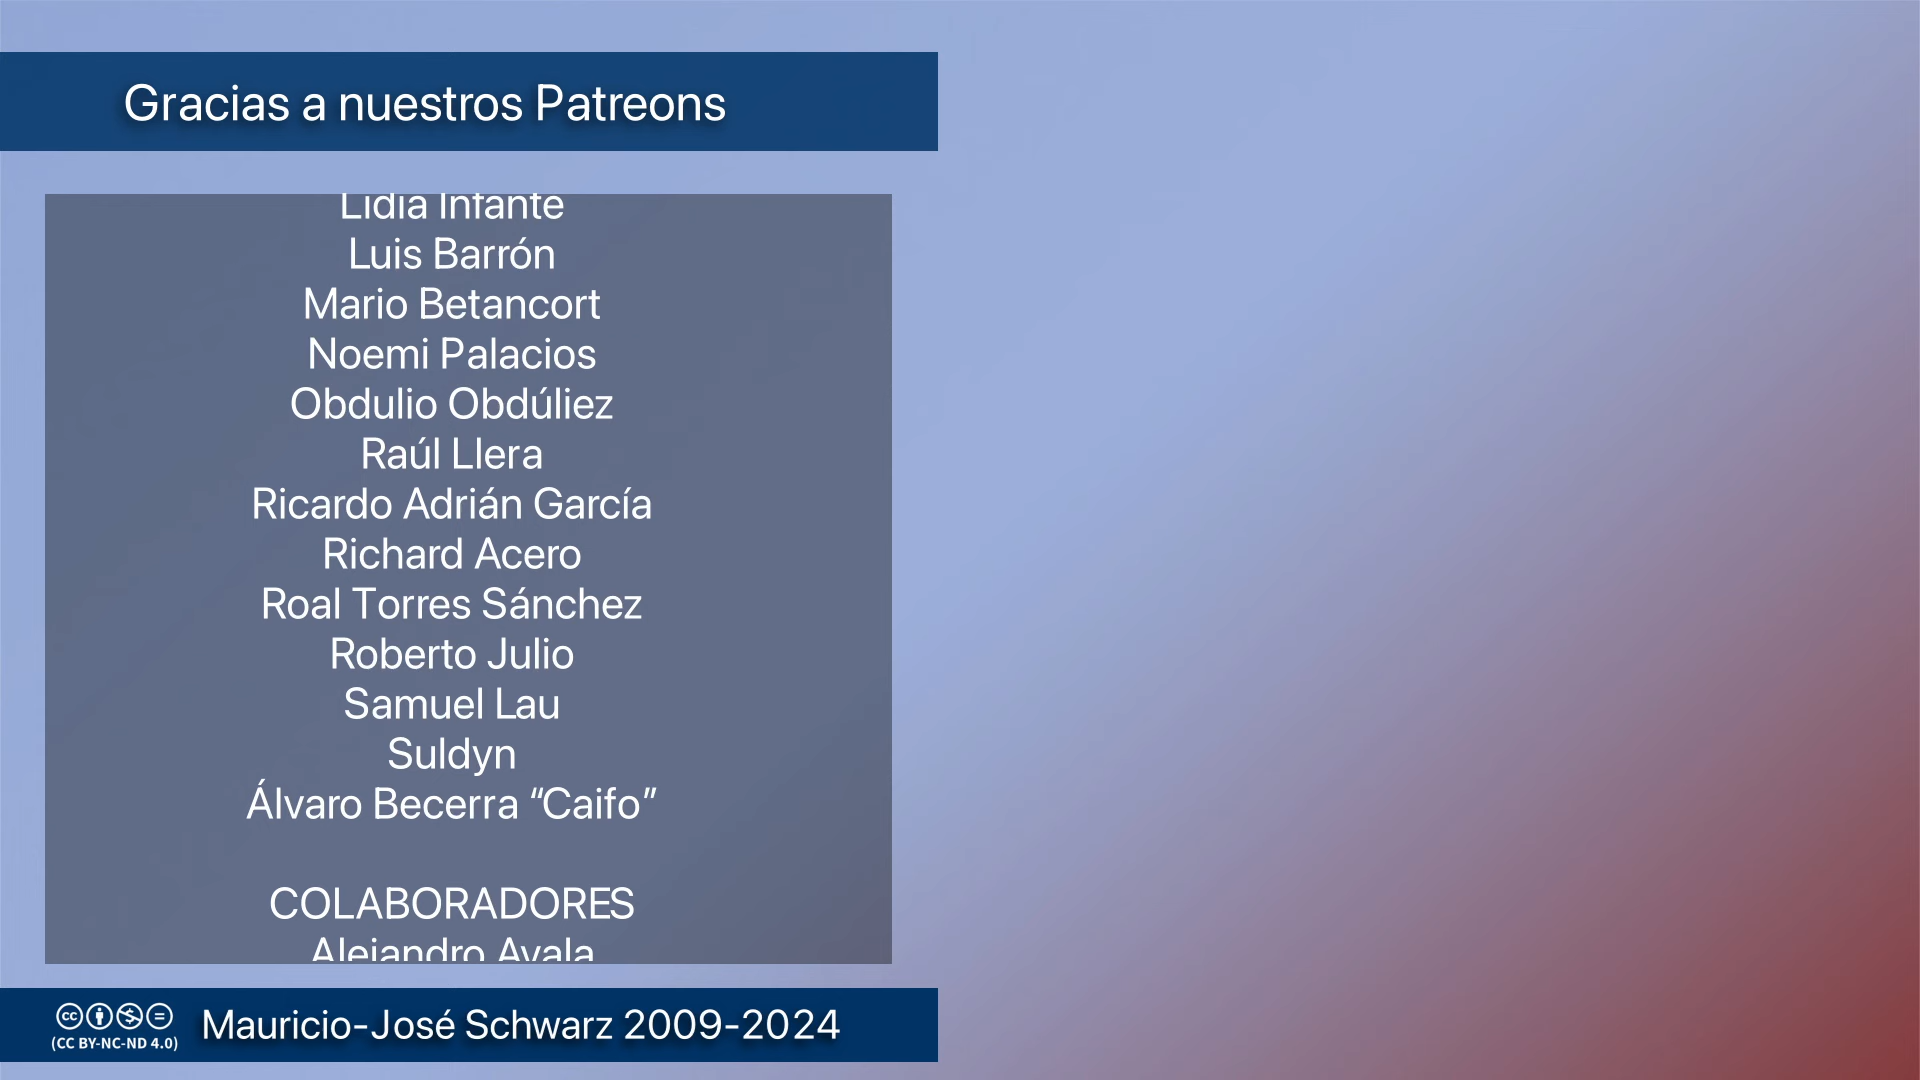 Gracias a nuestros Patreons
Lidia Infante
Luis Barrón
Mario Betancort
Noemi Palacios
Obdulio Obdúliez
Raúl Llera
Ricardo Adrián García
Richard Acero
Roal Torres Sánchez
Roberto Julio
Samuel Lau
Suldyn
Álvaro Becerra “Caifo”
COLABORADORES
Alejandro Ayala
cc
(CC BY-NC-ND 4.0)
Mauricio-José Schwarz 2009-2024